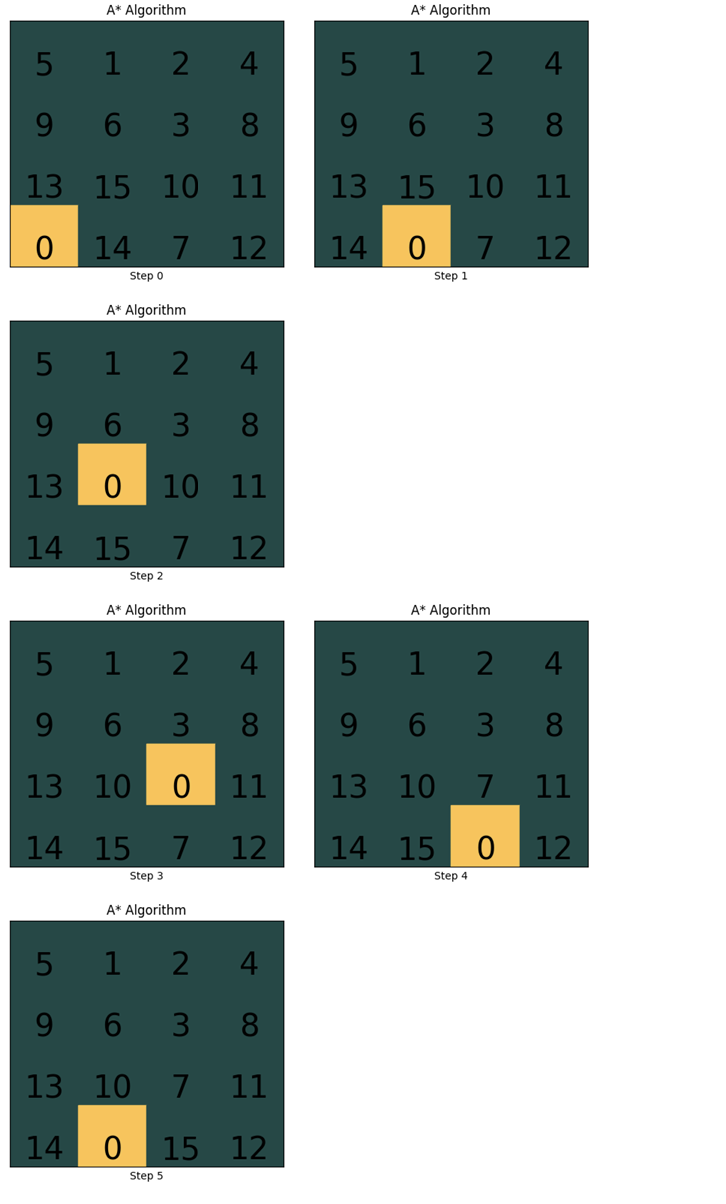 A* Algorithm
5 1 2 4
9 6 3 8
13 15 10 11
0 14 7 12
Step 0
A* Algorithm
5 1 2 4
9 6 3 8
13 15 10 11
14 0 7 12
Step 1
A* Algorithm
5 1 2 4
9 6 3 8
13 0 10 11
14 15 7 12
Step 2
A* Algorithm
5 1 2 4
9 6 3 8
13 10 0 11
14 15 7 12
Step 3
A* Algorithm
5 1 2 4
9 6 3 8
13 10 7 11
14 15 0 12
Step 4
A* Algorithm
5 1 2 4
9 6 3 8
13 10 7 11
14 0 15 12
Step 5